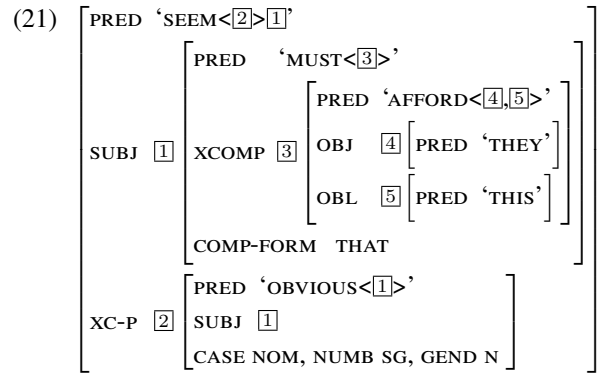 (21) PRED ‘SEEM<2>1’
PRED ‘MUST<3>’
PRED ‘AFFORD<4,5>’
SUBJ 1 XCOMP 3 OBJ 4 PRED ‘THEY’
OBL 5 PRED ‘THIS’
COMP-FORM THAT
PRED ‘OBVIOUS<1>’
XC-P 2 SUBJ 1
CASE NOM, NUMB SG, GEND N